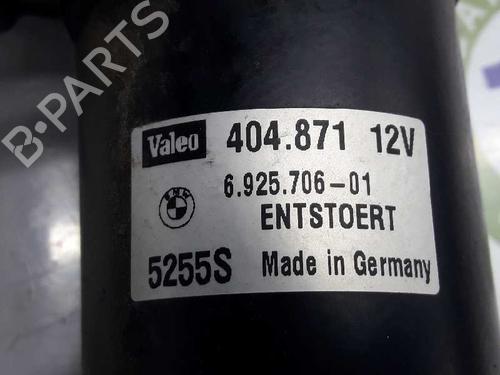 B-PARTS
Valeo 404.871 12V
BMW 6.925.706-01
ENTSTOERT
5255S Made in Germany